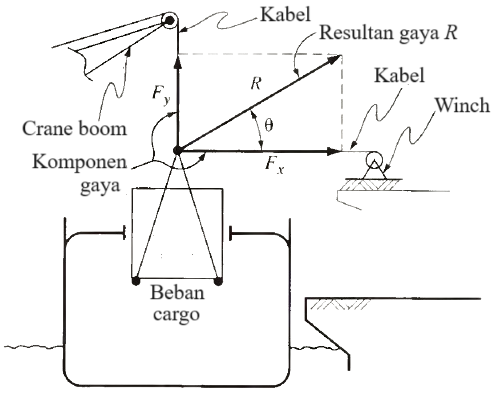 Kabel
Resultan gaya R
Kabel
Winch
R
F_y
θ
Crane boom
Komponen
gaya
F_x
Beban
cargo